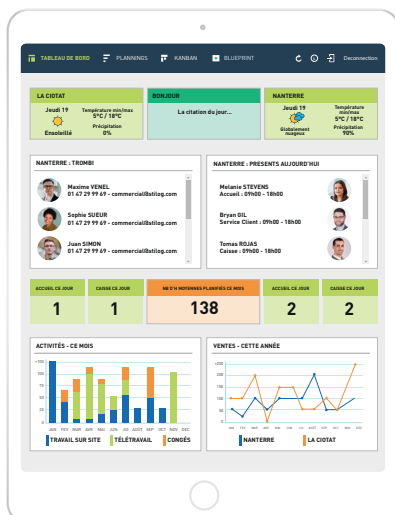 TABLEAU DE BORD PLANNINGS KANBAN BLUEPRINT Deconnection
LA CIOTAT
Jeudi 19
Ensoleillé
Température min/max
5°C / 18°C
Précipitation
0%
BONJOUR
La citation du jour...
NANTERRE
Jeudi 19
Globalement
nuageux
Température
min/max
5°C / 18°C
Précipitation
90%
NANTERRE : TROMBI
Maxime VENEL
01 47 29 99 69 - commercial@stilog.com
Sophie SUEUR
01 47 29 99 69 - commercial@stilog.com
Juan SIMON
01 47 29 99 69 - commercial@stilog.com
NANTERRE : PRESENTS AUJOURD'HUI
Melanie STEVENS
Accueil : 09h00 - 18h00
Bryan GIL
Service Client : 09h00 - 18h00
Tomas ROJAS
Caisse : 09h00 - 18h00
ACCUEIL CE JOUR
1
CAISSE CE JOUR
1
NB D'H MOYENNES PLANIFIÉS CE MOIS
138
ACCUEIL CE JOUR
2
CAISSE CE JOUR
2
ACTIVITÉS - CE MOIS
JAN FEV MAR AVR MAI JUN JUI AOÛT SEP OCT NOV DEC
TRAVAIL SUR SITE TÉLÉTRAVAIL CONGÉS
VENTES - CETTE ANNÉE
NANTERRE LA CIOTAT